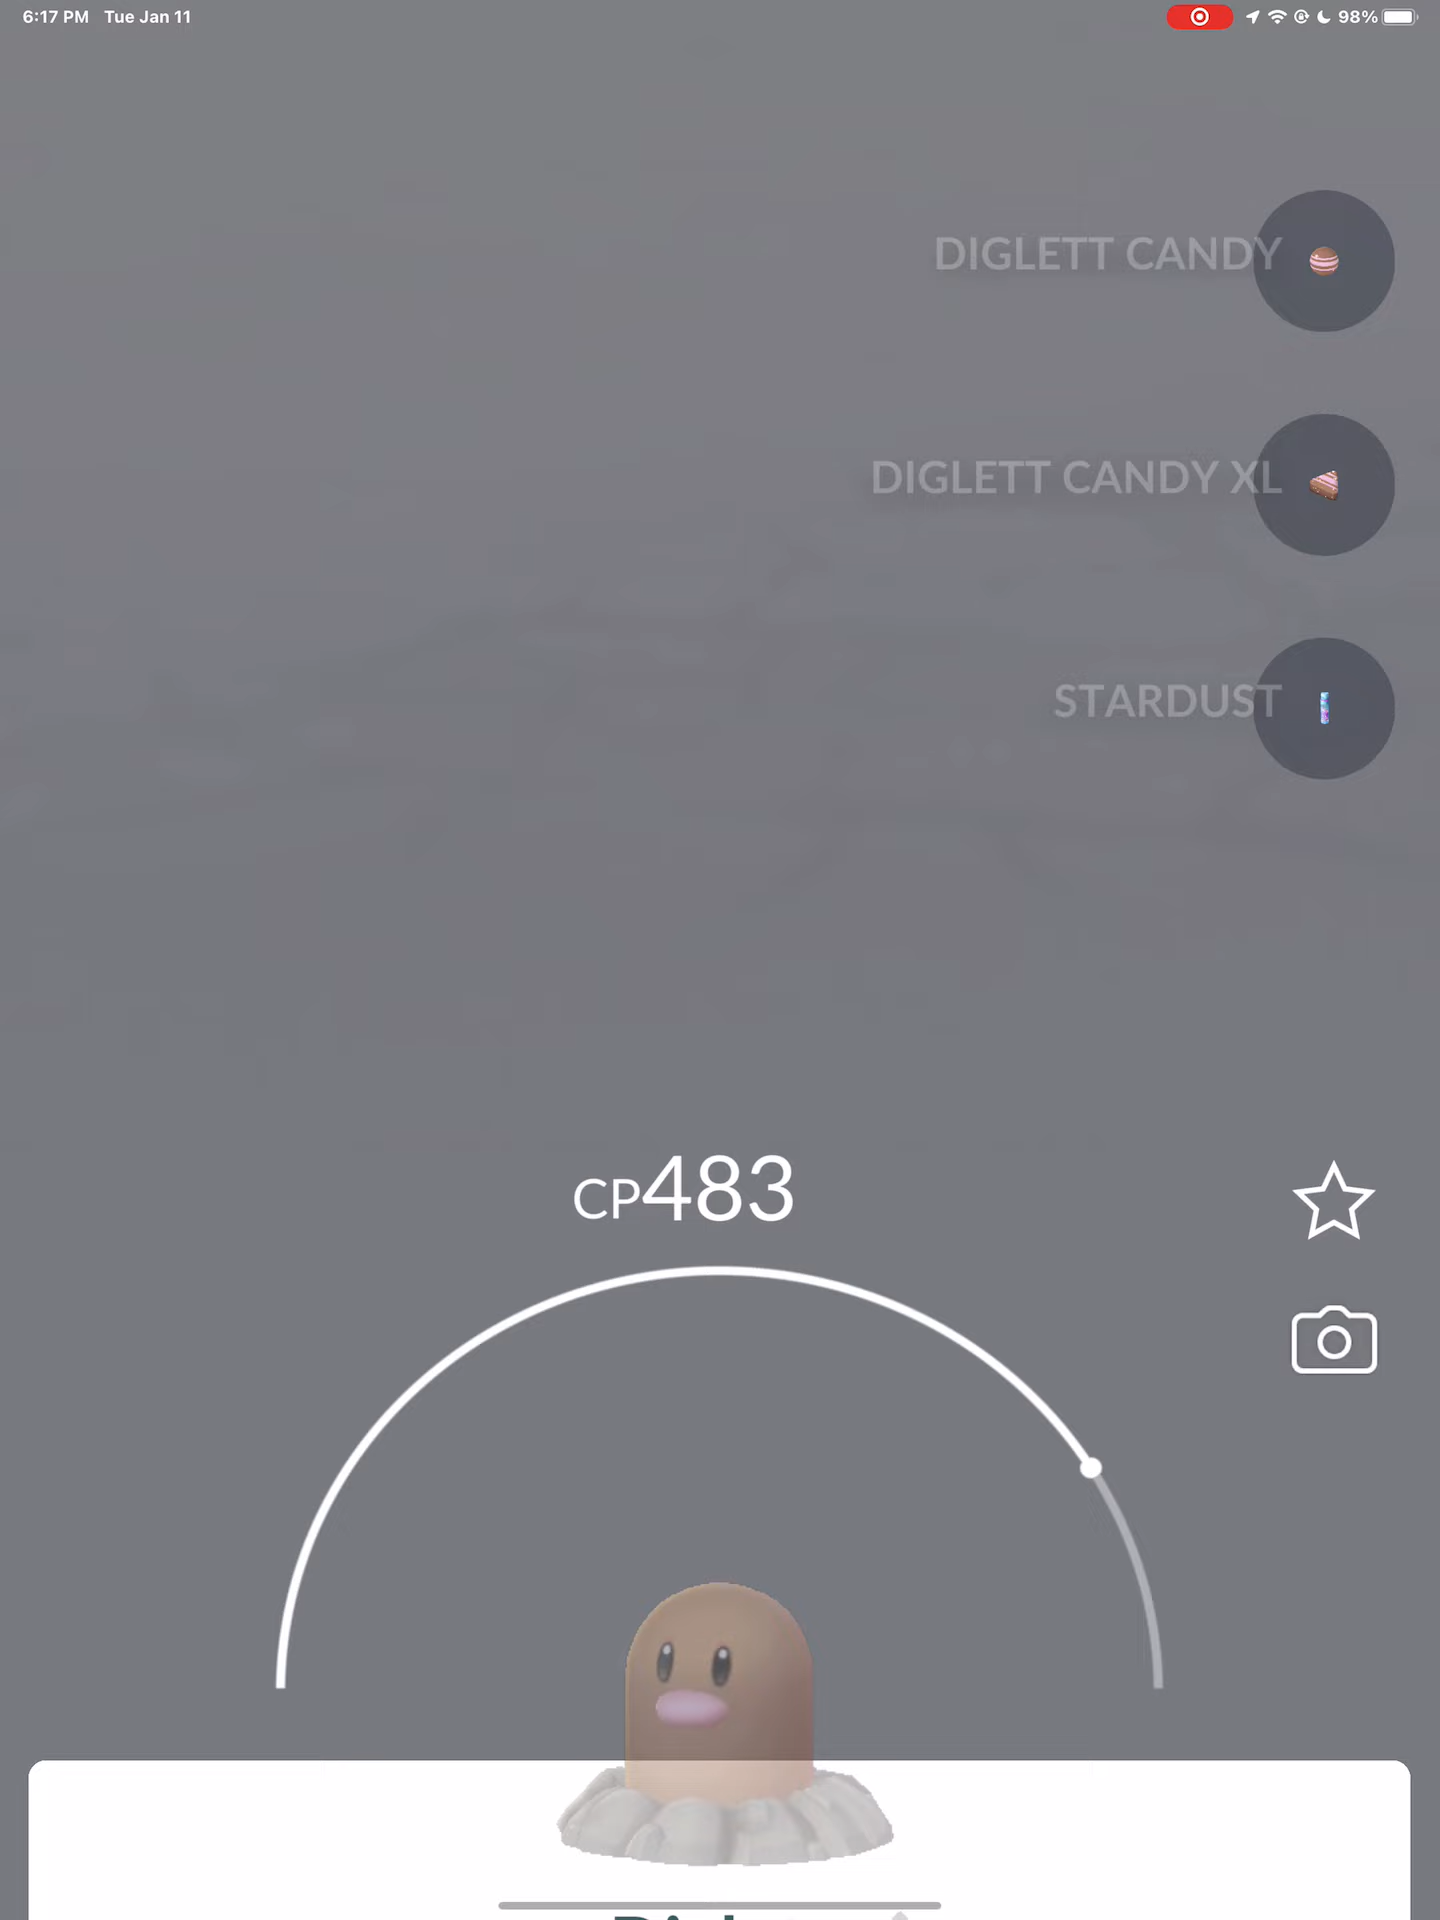 6:17 PM Tue Jan 11 98%
DIGLETT CANDY
DIGLETT CANDY XL
STARDUST
CP483